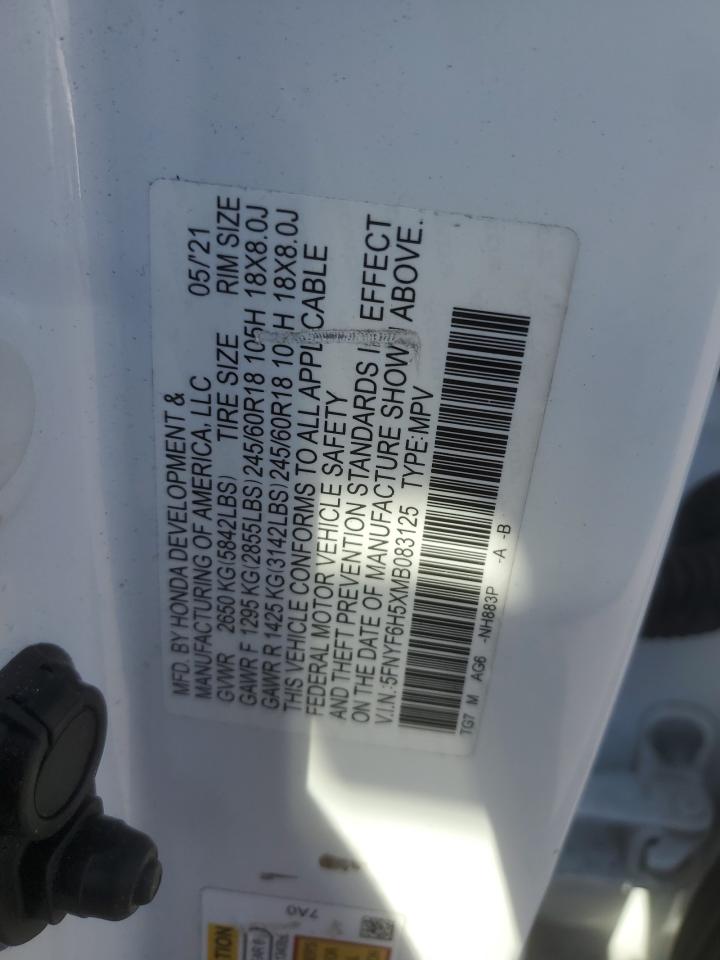 MFD. BY HONDA DEVELOPMENT &
MANUFACTURING OF AMERICA, LLC 05/'21
GVWR 2650 KG(5842LBS) TIRE SIZE RIM SIZE
GAWR F 1295 KG(2855LBS) 245/60R18 105H 18X8.0J
GAWR R 1425 KG(3142LBS) 245/60R18 105H 18X8.0J
THIS VEHICLE CONFORMS TO ALL APPLICABLE
FEDERAL MOTOR VEHICLE SAFETY
AND THEFT PREVENTION STANDARDS IN EFFECT
ON THE DATE OF MANUFACTURE SHOWN ABOVE.
V.I.N.:5FNYF6H5XMB083125 TYPE:MPV
TG7 M AG6 -NH883P -A -B
7A0